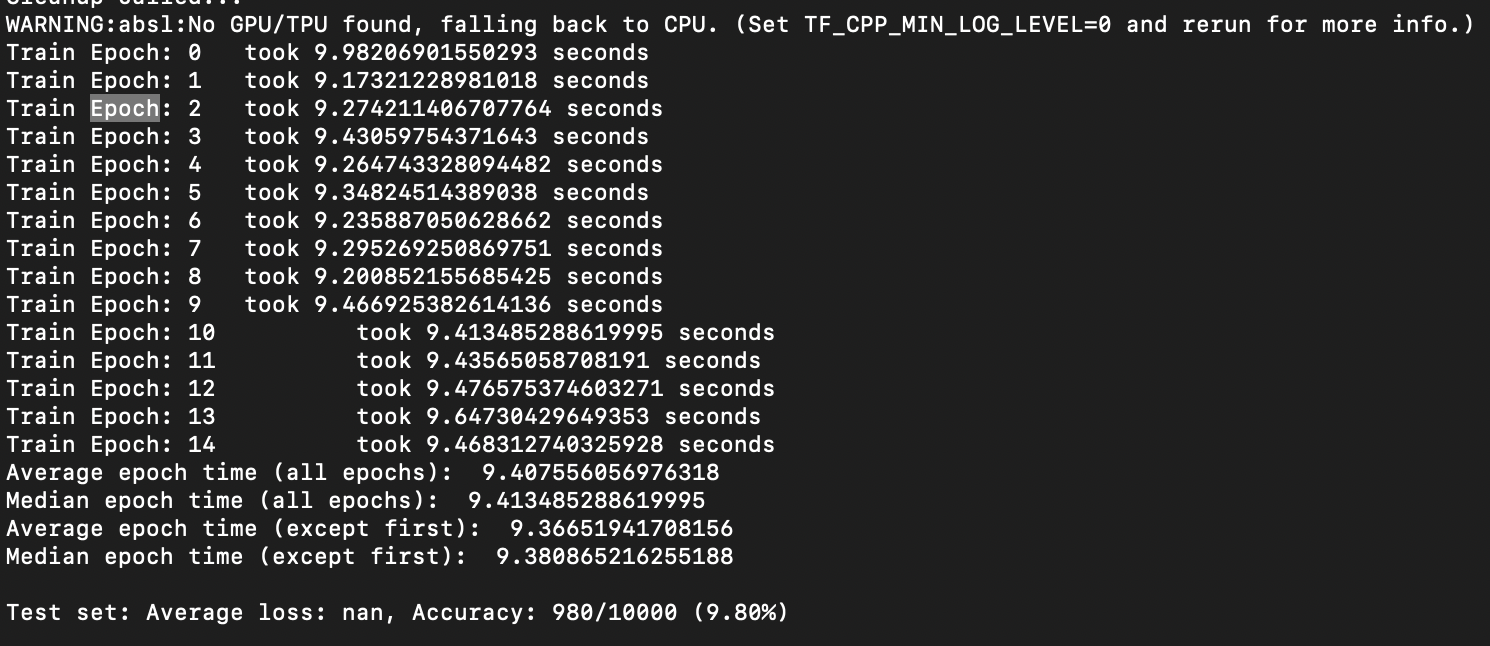 WARNING:absl:No GPU/TPU found, falling back to CPU. (Set TF_CPP_MIN_LOG_LEVEL=0 and rerun for more info.)
Train Epoch: 0   took 9.98206901550293 seconds
Train Epoch: 1   took 9.17321228981018 seconds
Train Epoch: 2   took 9.274211406707764 seconds
Train Epoch: 3   took 9.43059754371643 seconds
Train Epoch: 4   took 9.264743328094482 seconds
Train Epoch: 5   took 9.34824514389038 seconds
Train Epoch: 6   took 9.235887050628662 seconds
Train Epoch: 7   took 9.295269250869751 seconds
Train Epoch: 8   took 9.200852155685425 seconds
Train Epoch: 9   took 9.466925382614136 seconds
Train Epoch: 10          took 9.413485288619995 seconds
Train Epoch: 11          took 9.43565058708191 seconds
Train Epoch: 12          took 9.476575374603271 seconds
Train Epoch: 13          took 9.64730429649353 seconds
Train Epoch: 14          took 9.468312740325928 seconds
Average epoch time (all epochs):  9.407556056976318
Median epoch time (all epochs):  9.413485288619995
Average epoch time (except first):  9.36651941708156
Median epoch time (except first):  9.380865216255188
Test set: Average loss: nan, Accuracy: 980/10000 (9.80%)